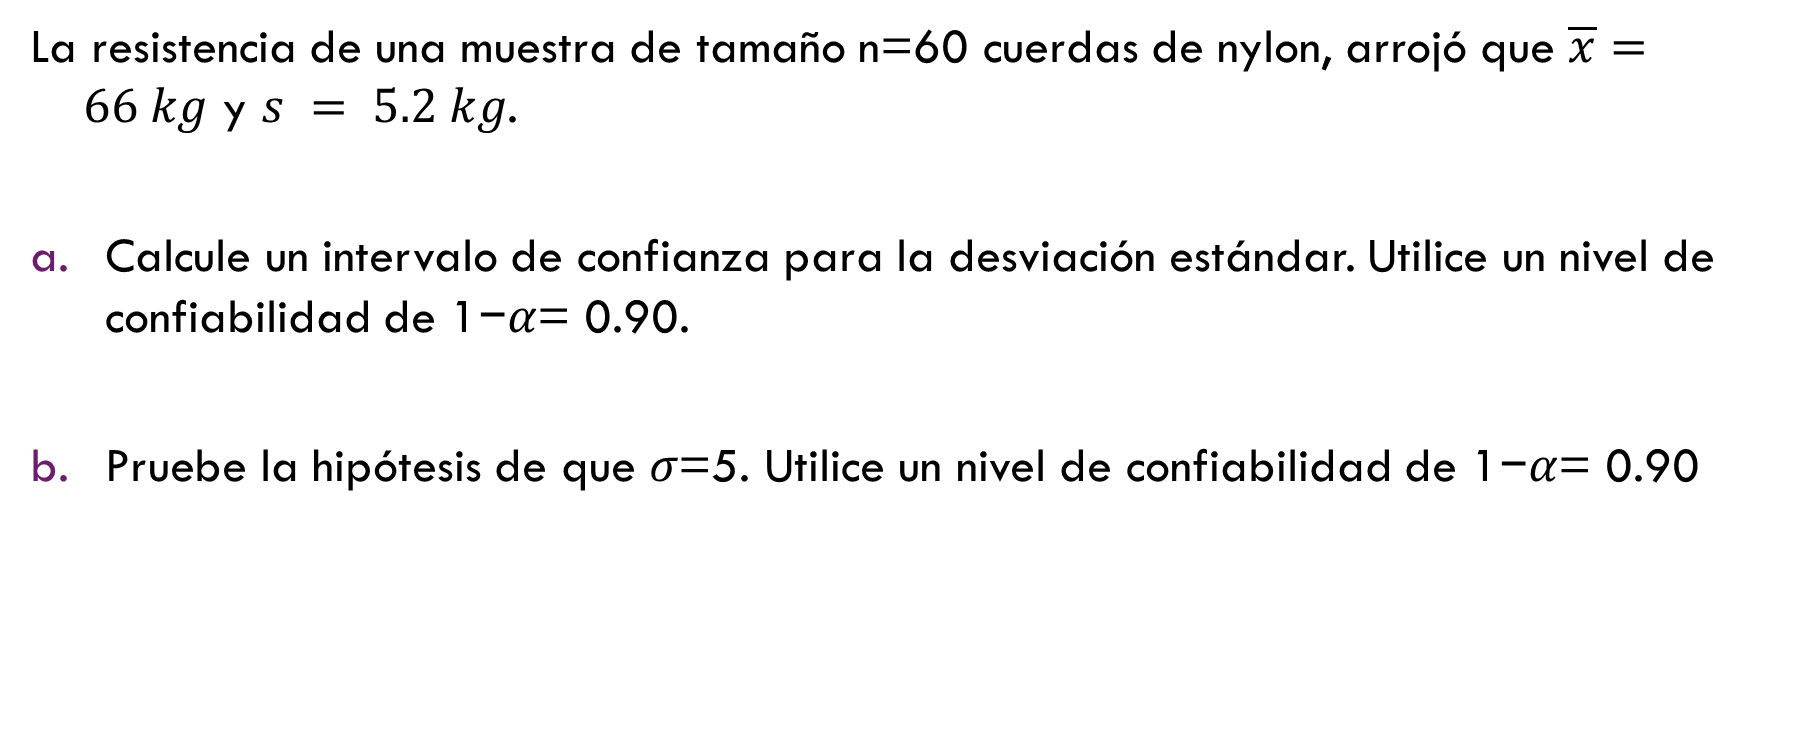 La resistencia de una muestra de tamaño n=60 cuerdas de nylon, arrojó que x̅ =
66 kg y s = 5.2 kg.
a. Calcule un intervalo de confianza para la desviación estándar. Utilice un nivel de
confiabilidad de 1−α= 0.90.
b. Pruebe la hipótesis de que σ=5. Utilice un nivel de confiabilidad de 1−α= 0.90